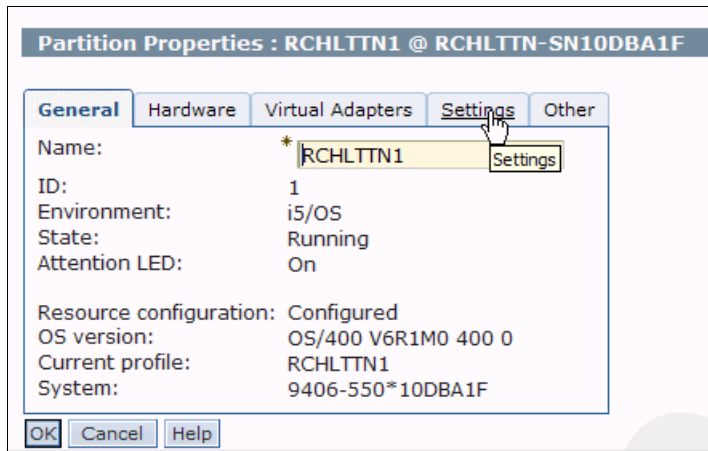 Partition Properties : RCHLTTN1 @ RCHLTTN-SN10DBA1F
General Hardware Virtual Adapters Settings Other
Name: * RCHLTTN1
Settings
ID: 1
Environment: i5/OS
State: Running
Attention LED: On
Resource configuration: Configured
OS version: OS/400 V6R1M0 400 0
Current profile: RCHLTTN1
System: 9406-550*10DBA1F
OK Cancel Help